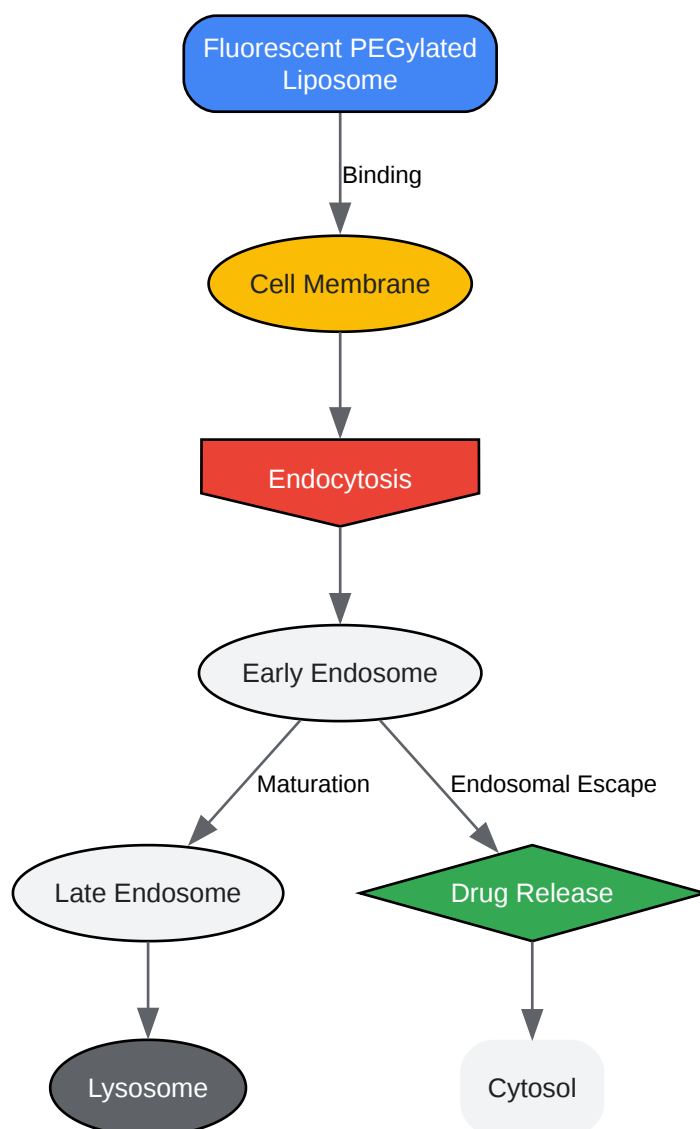 Fluorescent PEGylated
Liposome
Binding
Cell Membrane
Endocytosis
Early Endosome
Maturation
Endosomal Escape
Late Endosome
Drug Release
Lysosome
Cytosol